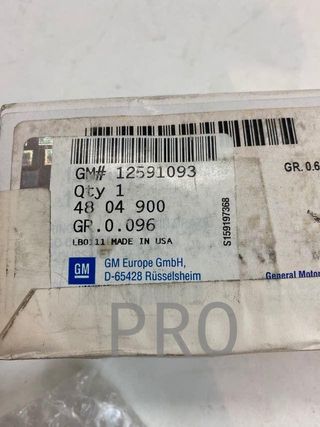 GM# 12591093
Qty 1
48 04 900
GR.0.096
LB0111 MADE IN USA
S159197368
GM
GM Europe GmbH,
D-65428 Rüsselsheim
GR.0.6
General Motor
PRO